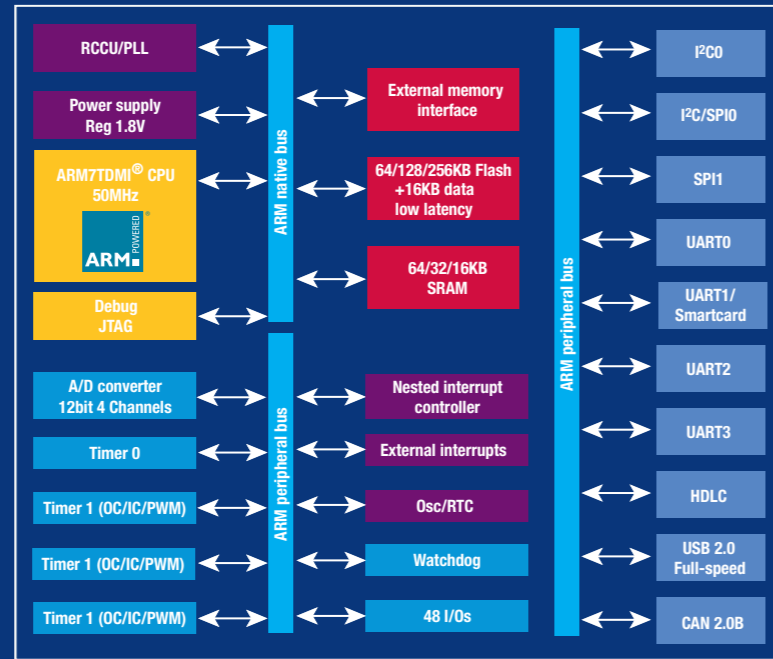 RCCU/PLL
Power supply
Reg 1.8V
ARM7TDMI® CPU
50MHz
ARM
POWERED
®
Debug
JTAG
A/D converter
12bit 4 Channels
Timer 0
Timer 1 (OC/IC/PWM)
Timer 1 (OC/IC/PWM)
Timer 1 (OC/IC/PWM)
ARM native bus
ARM peripheral bus
External memory
interface
64/128/256KB Flash
+16KB data
low latency
64/32/16KB
SRAM
Nested interrupt
controller
External interrupts
Osc/RTC
Watchdog
48 I/Os
ARM peripheral bus
I²C0
I²C/SPI0
SPI1
UART0
UART1/
Smartcard
UART2
UART3
HDLC
USB 2.0
Full-speed
CAN 2.0B